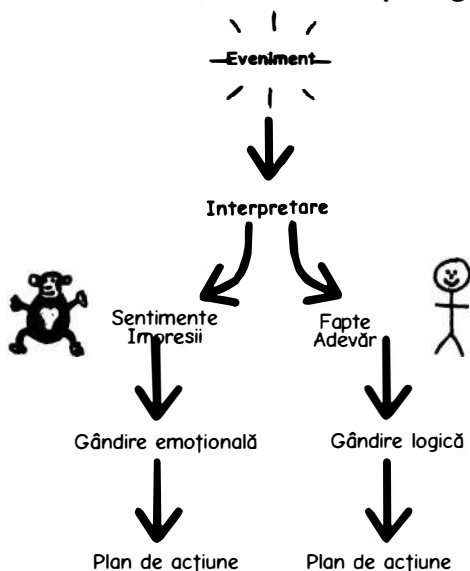 Eveniment
Interpretare
Sentimente
Impresii
Fapte
Adevăr
Gândire emoțională
Gândire logică
Plan de acțiune
Plan de acțiune